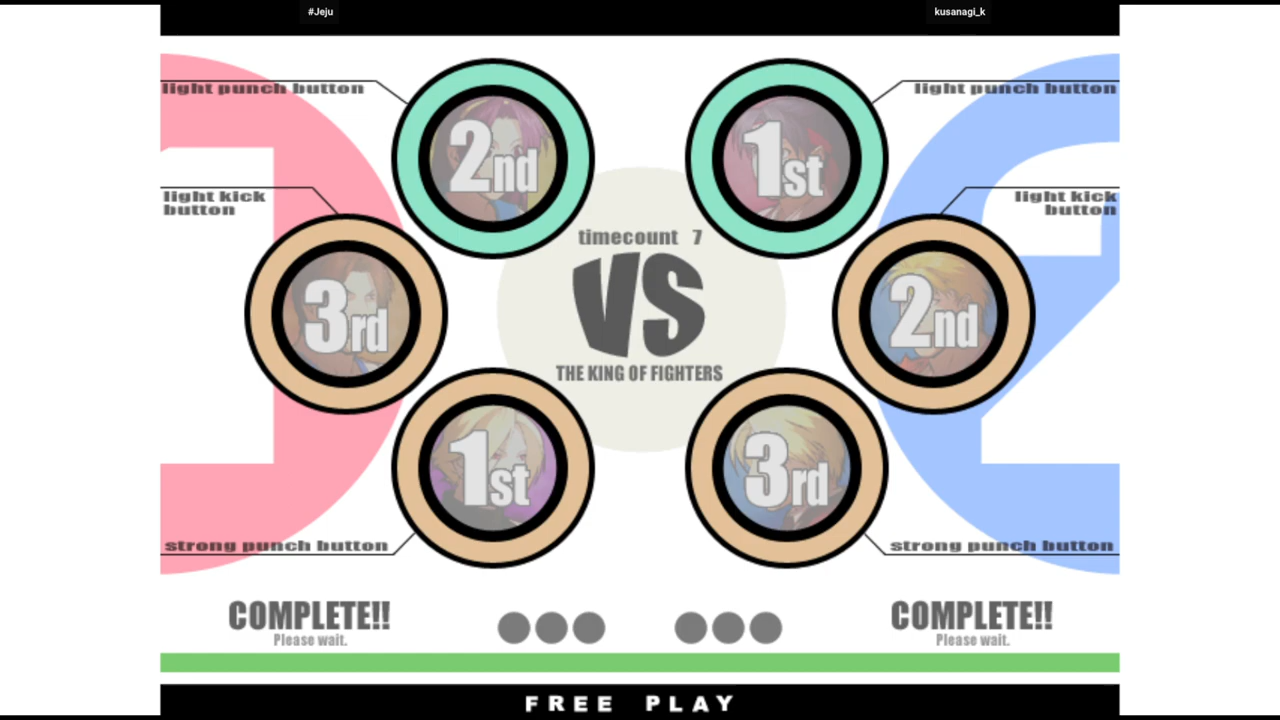 #Jeju
kusanagi_k
light punch button
light punch button
2nd
1st
light kick
button
light kick
button
timecount 7
VS
THE KING OF FIGHTERS
3rd
2nd
1st
3rd
strong punch button
strong punch button
COMPLETE!!
Please wait.
COMPLETE!!
Please wait.
FREE PLAY
1
2